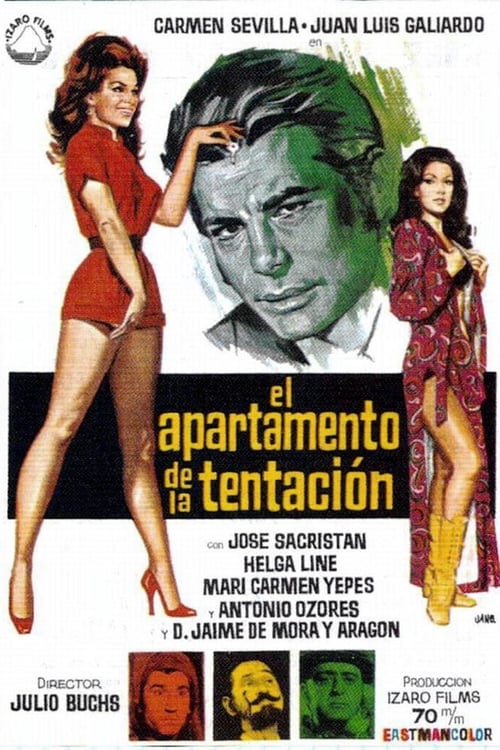 IZARO FILMS
CARMEN SEVILLA - JUAN LUIS GALIARDO
en
el
apartamento
de la tentación
con JOSE SACRISTAN
HELGA LINE
MARI CARMEN YEPES
y ANTONIO OZORES
y D. JAIME DE MORA Y ARAGON
JANO
DIRECTOR
JULIO BUCHS
PRODUCCION
IZARO FILMS
70 m/m
EASTMANCOLOR